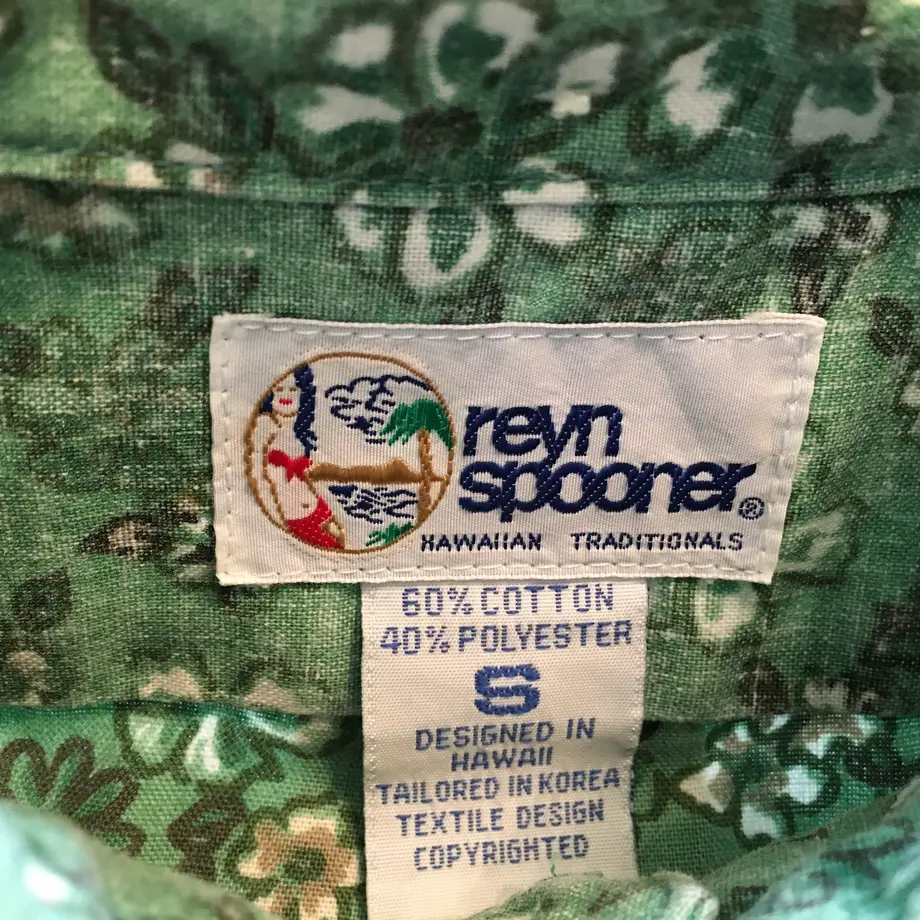 reyn
spooner®
HAWAIIAN TRADITIONALS
60% COTTON
40% POLYESTER
S
DESIGNED IN
HAWAII
TAILORED IN KOREA
TEXTILE DESIGN
COPYRIGHTED